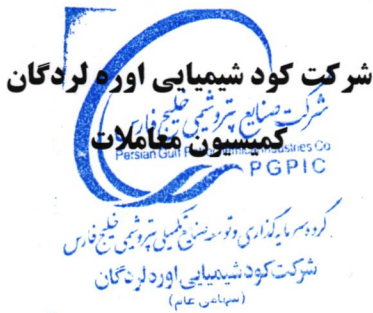 شرکت کود شیمیایی اوره لردگان
شرکت صنایع پتروشیمی خلیج فارس
کمیسیون معاملات
Persian Gulf Industries Co
PGPIC
گروه سرمایه گذاری و توسعه صنایع تکمیلی پتروشیمی خلیج فارس
شرکت کود شیمیایی اوره لردگان
(سهامی عام)